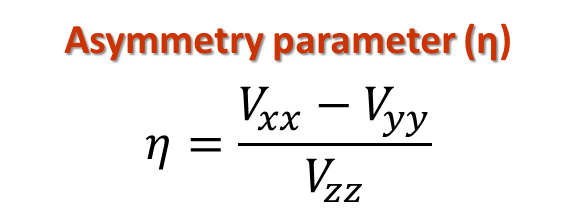 Asymmetry parameter (η)
η = (V_xx − V_yy) / V_zz